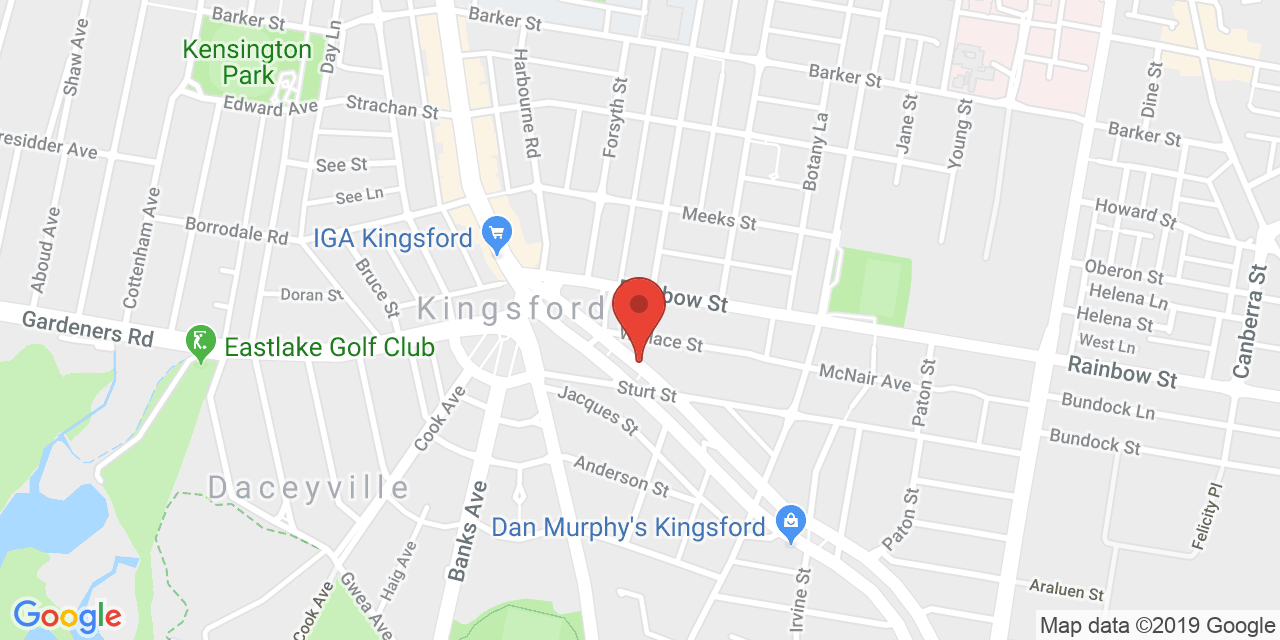 Barker St
Barker St
Shaw Ave
Day Ln
Kensington
Park
Harbourne Rd
Forsyth St
Barker St
Dine St
Edward Ave
Strachan St
Jane St
Young St
Botany La
Barker St
See St
See Ln
Aboud Ave
Cottenham Ave
Borrodale Rd
Meeks St
Howard St
IGA Kingsford
Bruce St
Doran St
Kingsford
St
Oberon St
Helena Ln
Helena St
West Ln
Canberra St
Gardeners Rd
Eastlake Golf Club
St
McNair Ave
Paton St
Rainbow St
Sturt St
Jacques St
Cook Ave
Bundock Ln
Bundock St
Daceyville
Anderson St
Banks Ave
Dan Murphy's Kingsford
Paton St
Felicity Pl
Haig Ave
Gwea Ave
Cook Ave
Irvine St
Araluen St
Google
Map data ©2019 Google